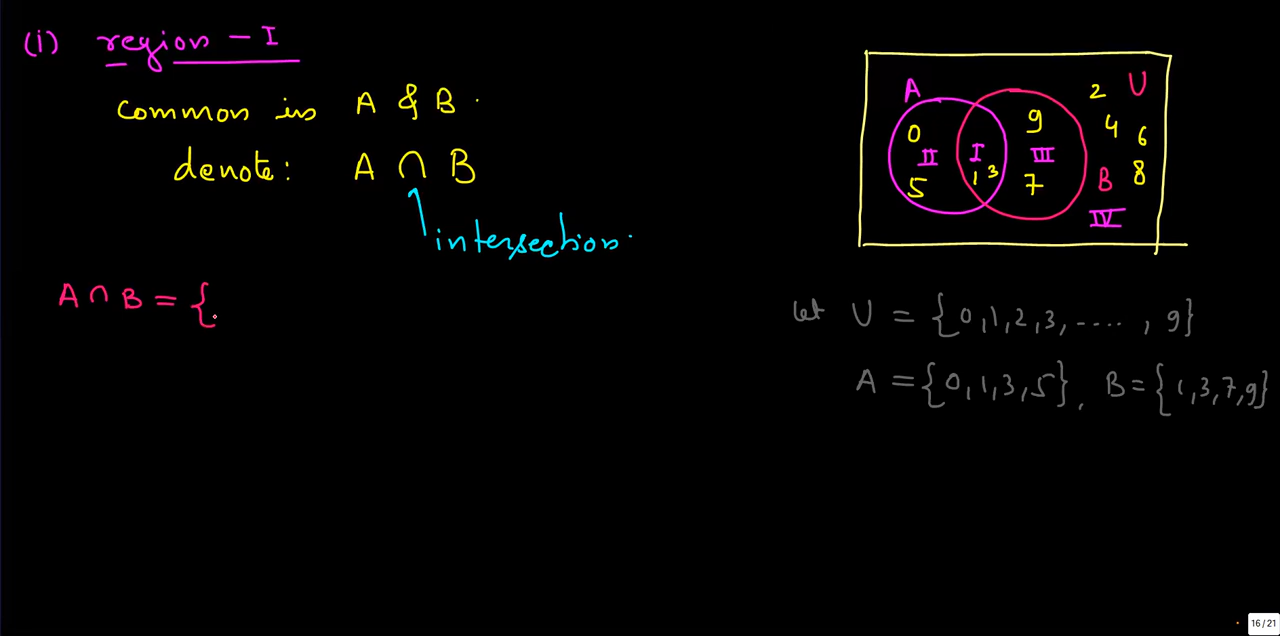 (i) region - I
common in A & B.
denote: A ∩ B
intersection.
A ∩ B = {
A
B
U
0
5
II
I
1 3
9
III
7
2
4
6
8
IV
let U = {0,1,2,3,....,9}
A = {0,1,3,5}, B = {1,3,7,9}
16/21